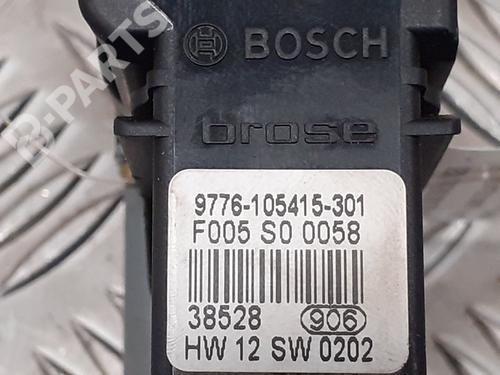 BOSCH
brose
9776-105415-301
F005 S0 0058
38528 906
HW 12 SW 0202
B-PARTS